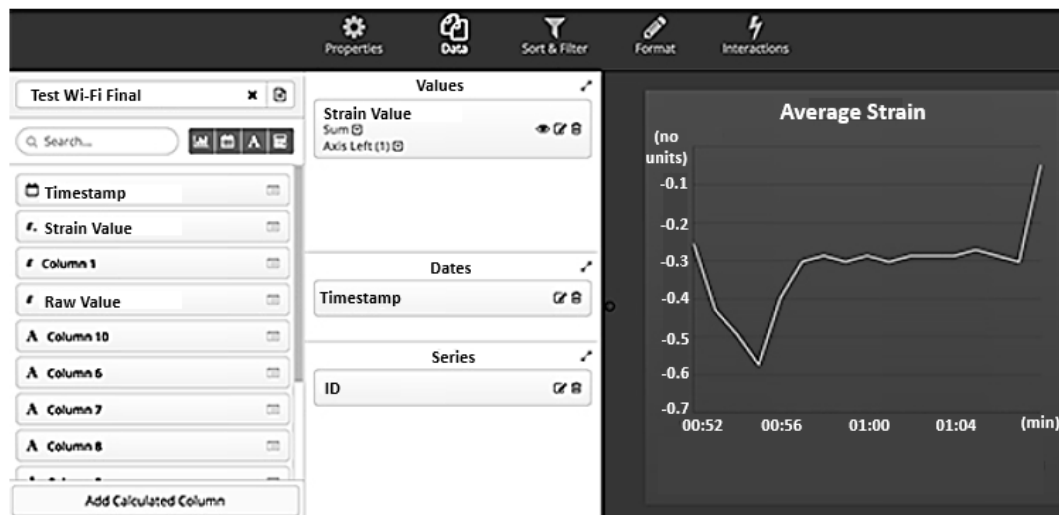 Properties
Data
Sort & Filter
Format
Interactions
Test Wi-Fi Final
Search...
A
Timestamp
Strain Value
Column 1
Raw Value
A Column 10
A Column 6
A Column 7
A Column 8
Add Calculated Column
Values
Strain Value
Sum
Axis Left (1)
Dates
Timestamp
Series
ID
Average Strain
(no
units)
-0.1
-0.2
-0.3
-0.4
-0.5
-0.6
-0.7
00:52 00:56 01:00 01:04 (min)